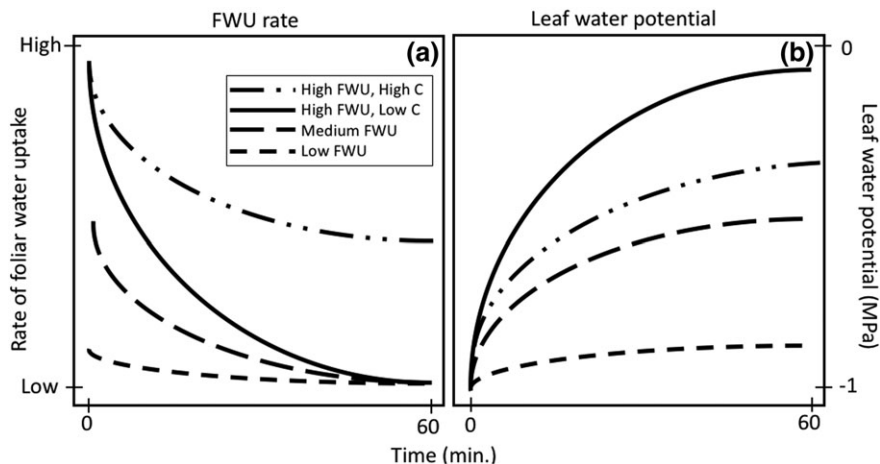 FWU rate
Leaf water potential
High
(a)
(b)
0
High FWU, High C
High FWU, Low C
Medium FWU
Low FWU
Rate of foliar water uptake
Leaf water potential (MPa)
Low
-1
0
60
0
60
Time (min.)